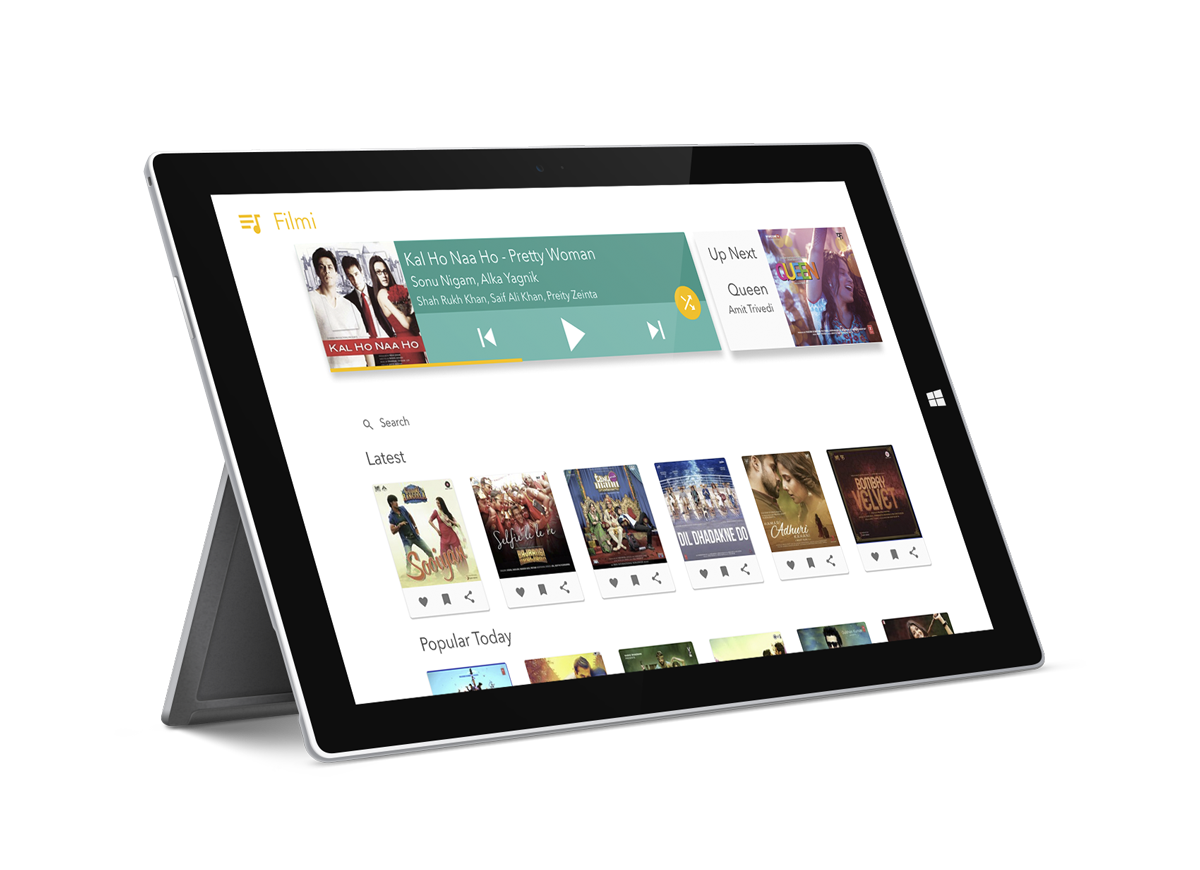 Filmi
Kal Ho Naa Ho - Pretty Woman
Sonu Nigam, Alka Yagnik
Shah Rukh Khan, Saif Ali Khan, Preity Zeinta
KAL HO NAA HO
Up Next
Queen
Amit Trivedi
QUEEN
Search
Latest
Sooiyan
Selfie le le re
DIL DHADAKNE DO
Adhuri
BOMBAY
VELVET
Popular Today